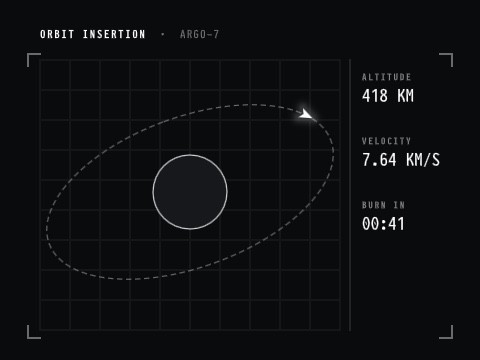 ORBIT INSERTION · ARGO-7
ALTITUDE
418 KM
VELOCITY
7.64 KM/S
BURN IN
00:41